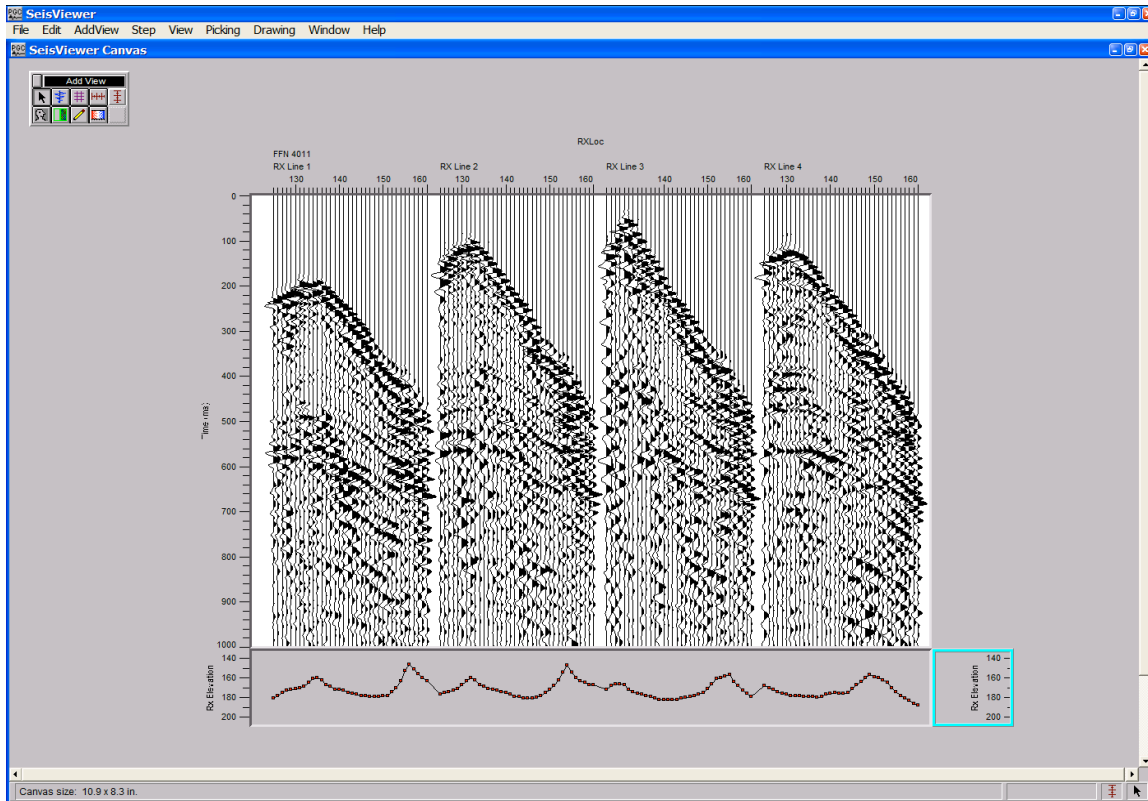 SeisViewer
File Edit AddView Step View Picking Drawing Window Help
SeisViewer Canvas
Add View
RXLoc
FFN 4011
RX Line 1 RX Line 2 RX Line 3 RX Line 4
130 140 150 160 130 140 150 160 130 140 150 160 130 140 150 160
0
100
200
300
400
Time (ms)
500
600
700
800
900
1000
Rx Elevation
140
160
180
200
Rx Elevation
140
160
180
200
Canvas size: 10.9 x 8.3 in.